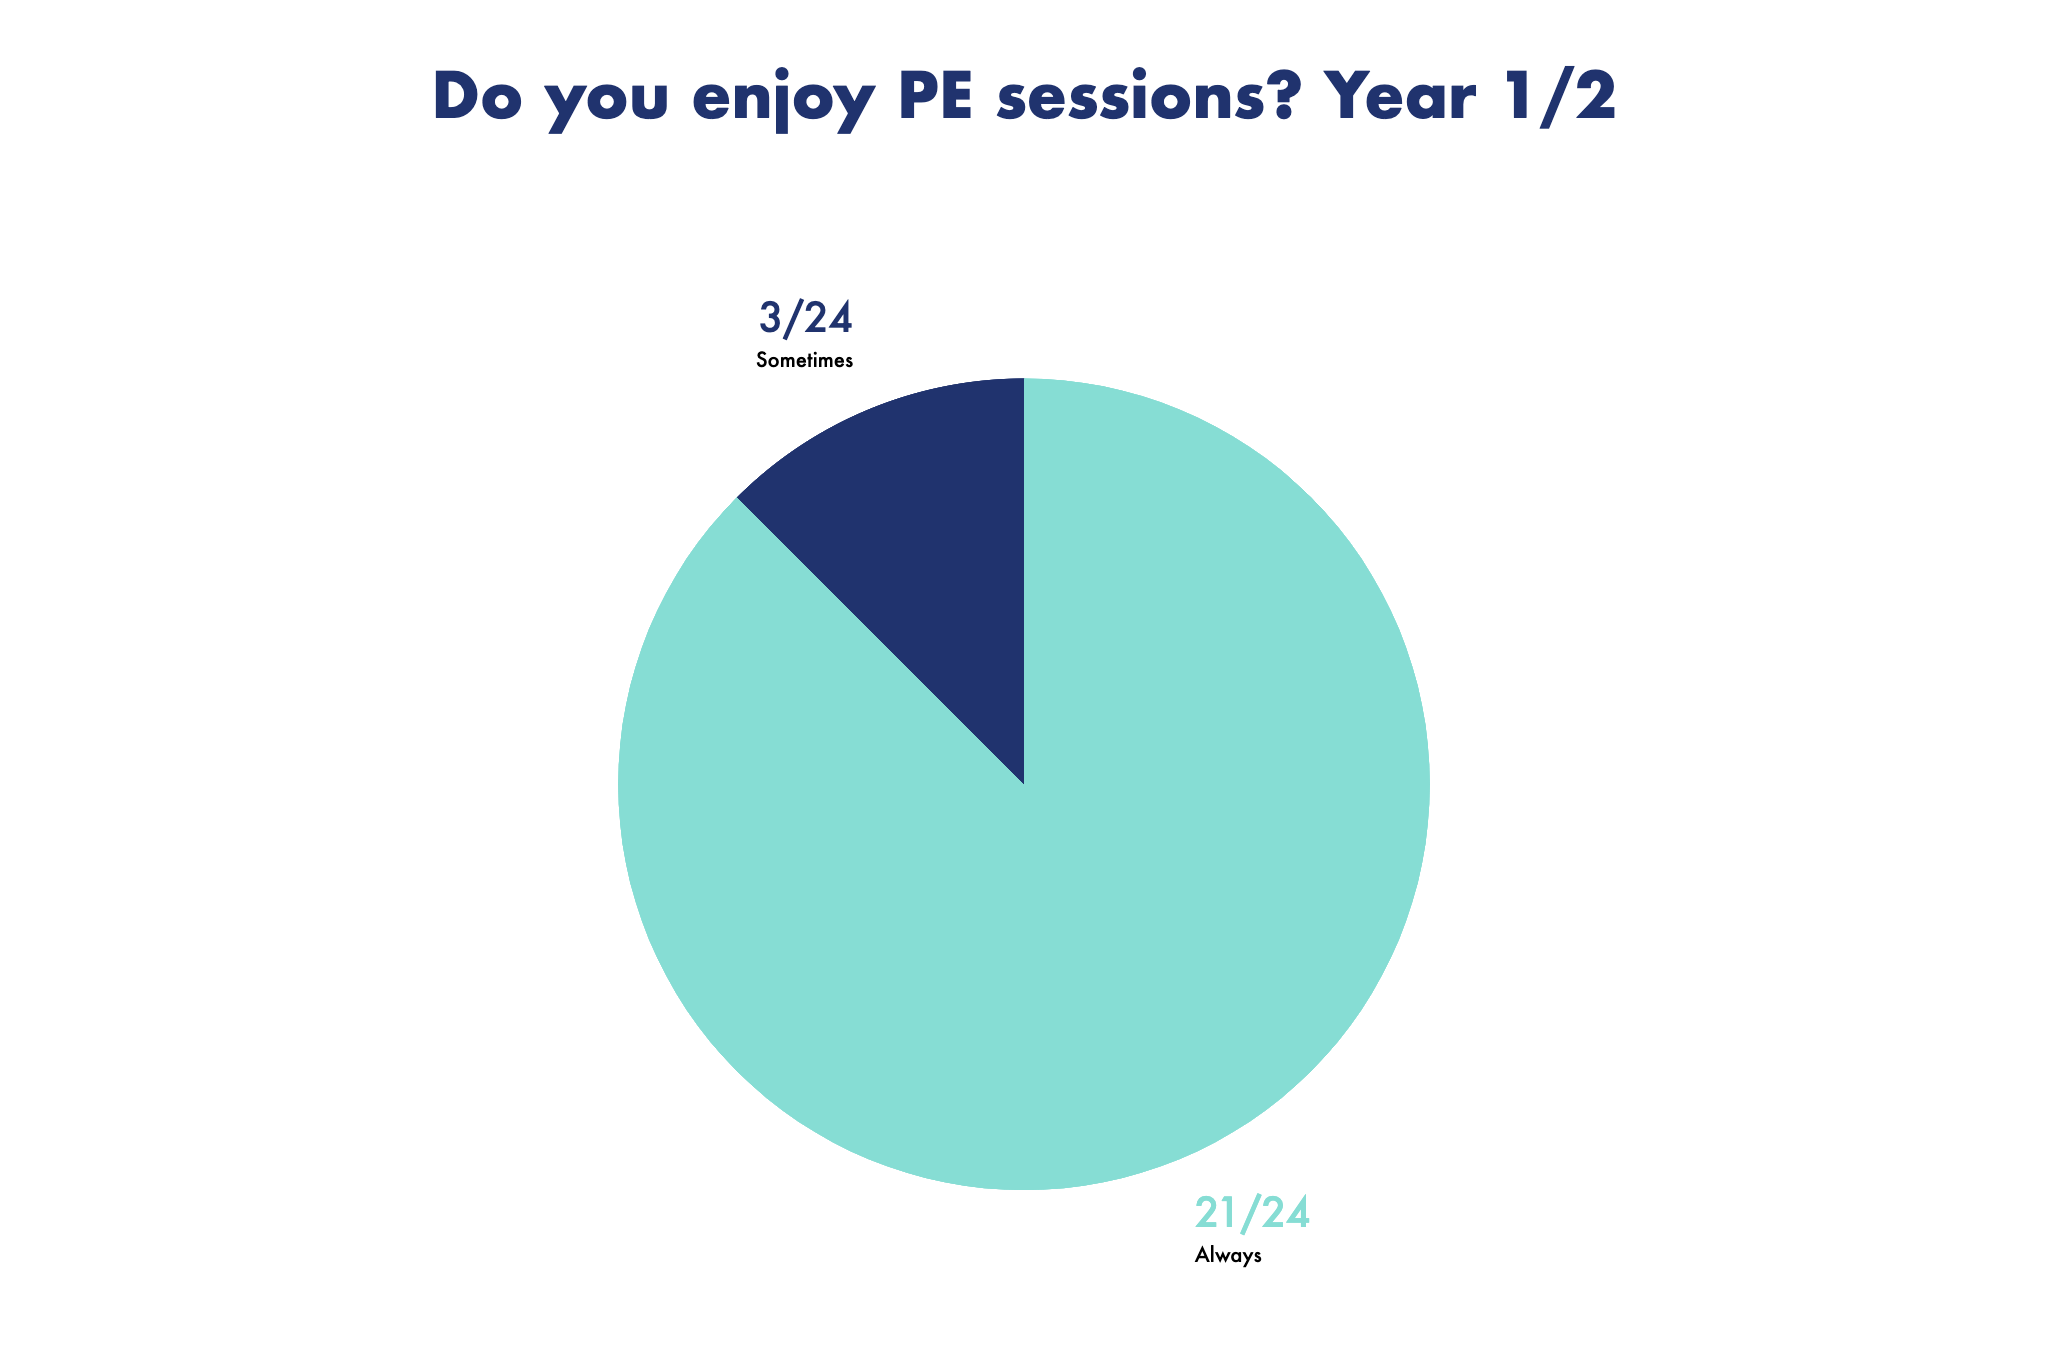 Do you enjoy PE sessions? Year 1/2
3/24
Sometimes
21/24
Always